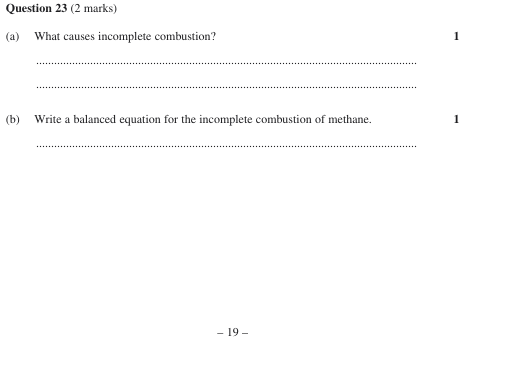 Question 23 (2 marks)
(a) What causes incomplete combustion? 1
................................................................................................................................
................................................................................................................................
(b) Write a balanced equation for the incomplete combustion of methane. 1
................................................................................................................................
– 19 –